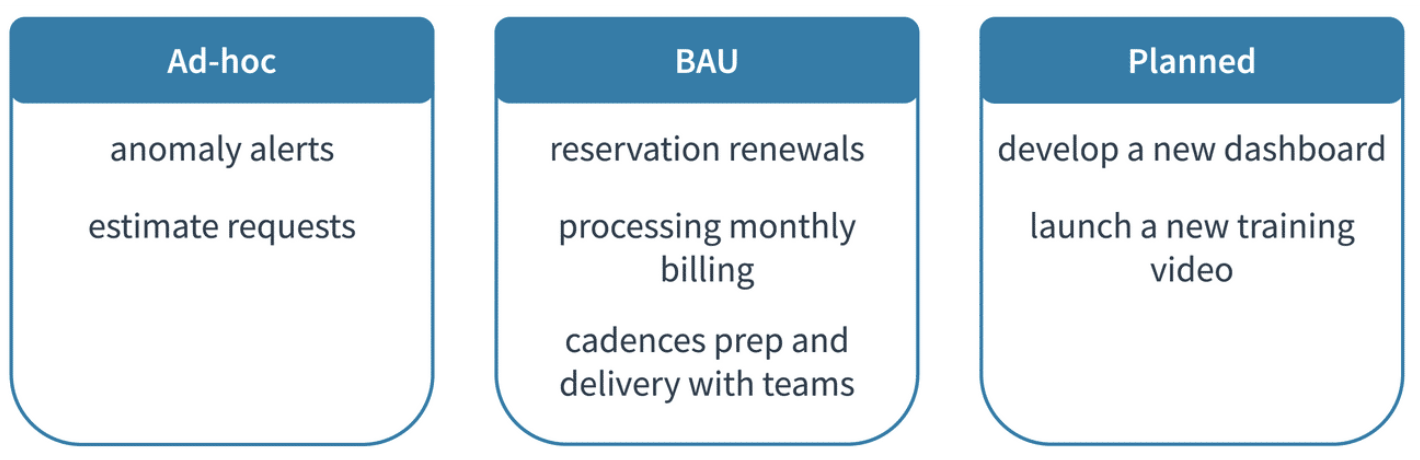 Ad-hoc
anomaly alerts
estimate requests
BAU
reservation renewals
processing monthly
billing
cadences prep and
delivery with teams
Planned
develop a new dashboard
launch a new training
video